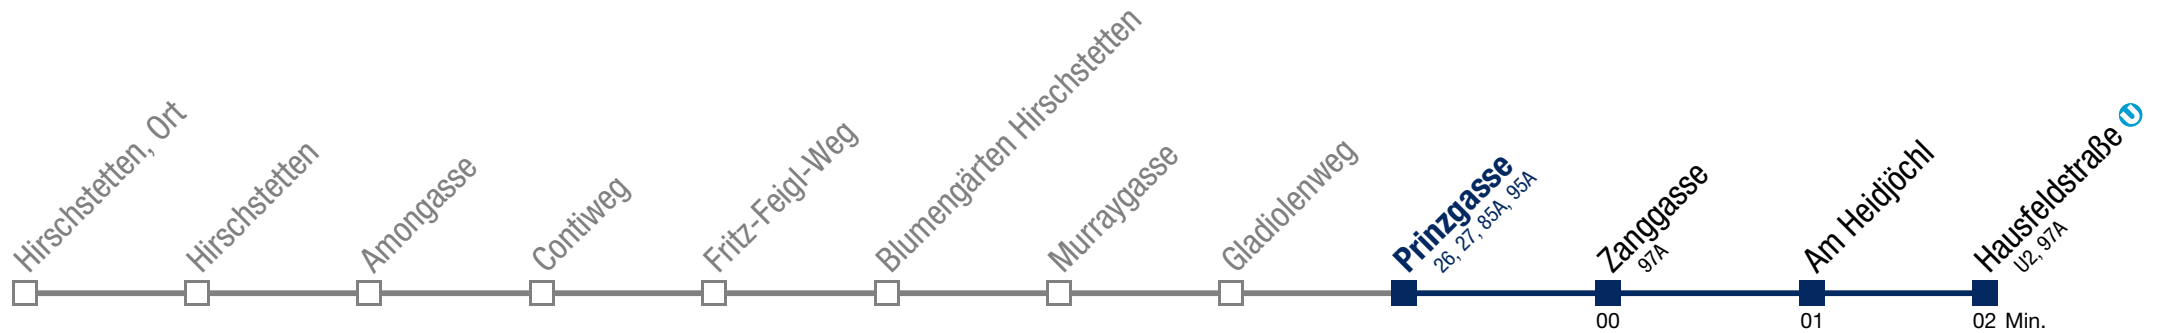 Hirschstetten, Ort
Hirschstetten
Amongasse
Contiweg
Fritz-Feigl-Weg
Blumengärten Hirschstetten
Murraygasse
Gladiolenweg
Prinzgasse
26, 27, 85A, 95A
Zanggasse
97A
Am Heidjöchl
Hausfeldstraße U
U2, 97A
00 01 02 Min.